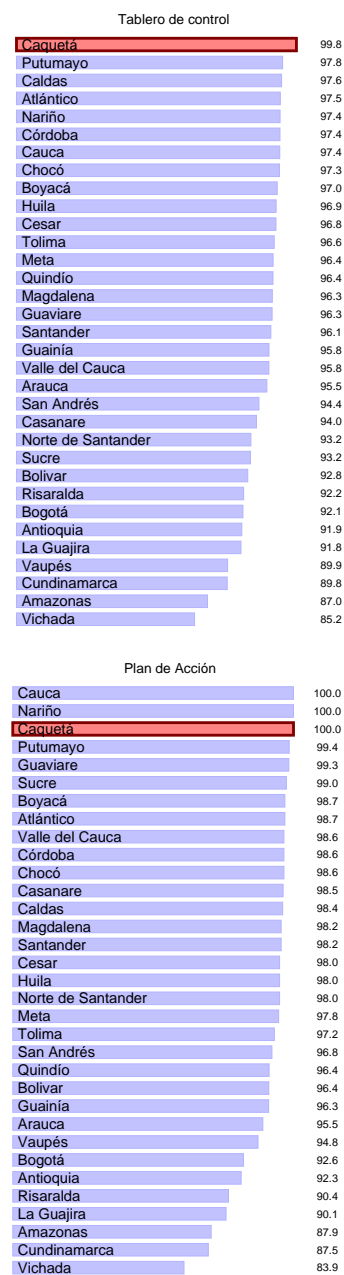 Tablero de control
Caquetá 99.8
Putumayo 97.8
Caldas 97.6
Atlántico 97.5
Nariño 97.4
Córdoba 97.4
Cauca 97.4
Chocó 97.3
Boyacá 97.0
Huila 96.9
Cesar 96.8
Tolima 96.6
Meta 96.4
Quindío 96.4
Magdalena 96.3
Guaviare 96.3
Santander 96.1
Guainía 95.8
Valle del Cauca 95.8
Arauca 95.5
San Andrés 94.4
Casanare 94.0
Norte de Santander 93.2
Sucre 93.2
Bolivar 92.8
Risaralda 92.2
Bogotá 92.1
Antioquia 91.9
La Guajira 91.8
Vaupés 89.9
Cundinamarca 89.8
Amazonas 87.0
Vichada 85.2
Plan de Acción
Cauca 100.0
Nariño 100.0
Caquetá 100.0
Putumayo 99.4
Guaviare 99.3
Sucre 99.0
Boyacá 98.7
Atlántico 98.7
Valle del Cauca 98.6
Córdoba 98.6
Chocó 98.6
Casanare 98.5
Caldas 98.4
Magdalena 98.2
Santander 98.2
Cesar 98.0
Huila 98.0
Norte de Santander 98.0
Meta 97.8
Tolima 97.2
San Andrés 96.8
Quindío 96.4
Bolivar 96.4
Guainía 96.3
Arauca 95.5
Vaupés 94.8
Bogotá 92.6
Antioquia 92.3
Risaralda 90.4
La Guajira 90.1
Amazonas 87.9
Cundinamarca 87.5
Vichada 83.9